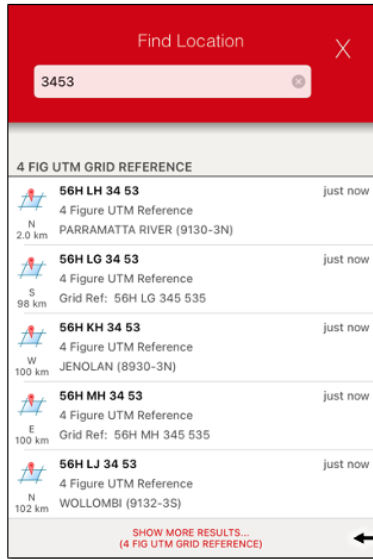 Find Location
X
3453
4 FIG UTM GRID REFERENCE
56H LH 34 53 just now
4 Figure UTM Reference
N
2.0 km PARRAMATTA RIVER (9130-3N)
56H LG 34 53 just now
4 Figure UTM Reference
S
98 km Grid Ref: 56H LG 345 535
56H KH 34 53 just now
4 Figure UTM Reference
W
100 km JENOLAN (8930-3N)
56H MH 34 53 just now
4 Figure UTM Reference
E
100 km Grid Ref: 56H MH 345 535
56H LJ 34 53 just now
4 Figure UTM Reference
N
102 km WOLLOMBI (9132-3S)
SHOW MORE RESULTS...
(4 FIG UTM GRID REFERENCE)